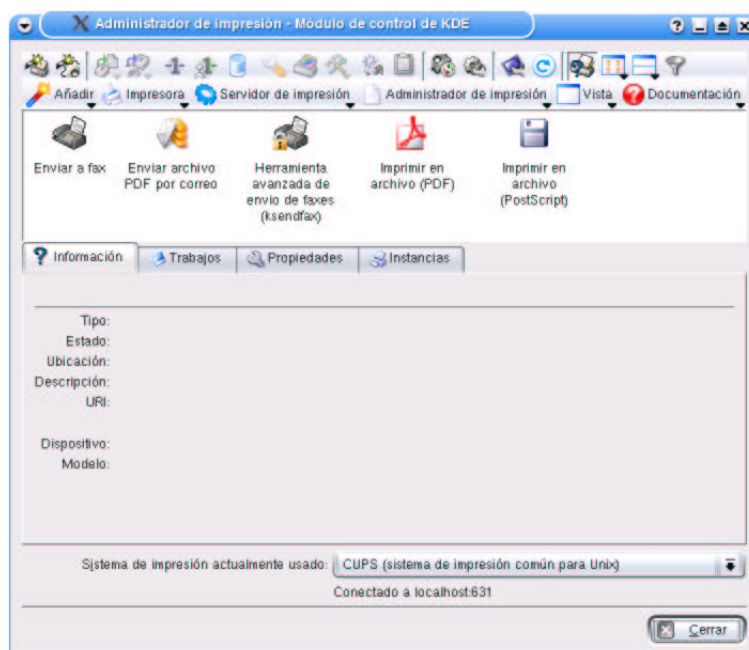 Administrador de impresión - Módulo de control de KDE
Añadir Impresora Servidor de impresión Administrador de impresión Vista Documentación
Enviar a fax
Enviar archivo
PDF por correo
Herramienta
avanzada de
envío de faxes
(ksendfax)
Imprimir en
archivo (PDF)
Imprimir en
archivo
(PostScript)
Información Trabajos Propiedades Instancias
Tipo:
Estado:
Ubicación:
Descripción:
URI:
Dispositivo:
Modelo:
Sistema de impresión actualmente usado: CUPS (sistema de impresión común para Unix)
Conectado a localhost:631
Cerrar